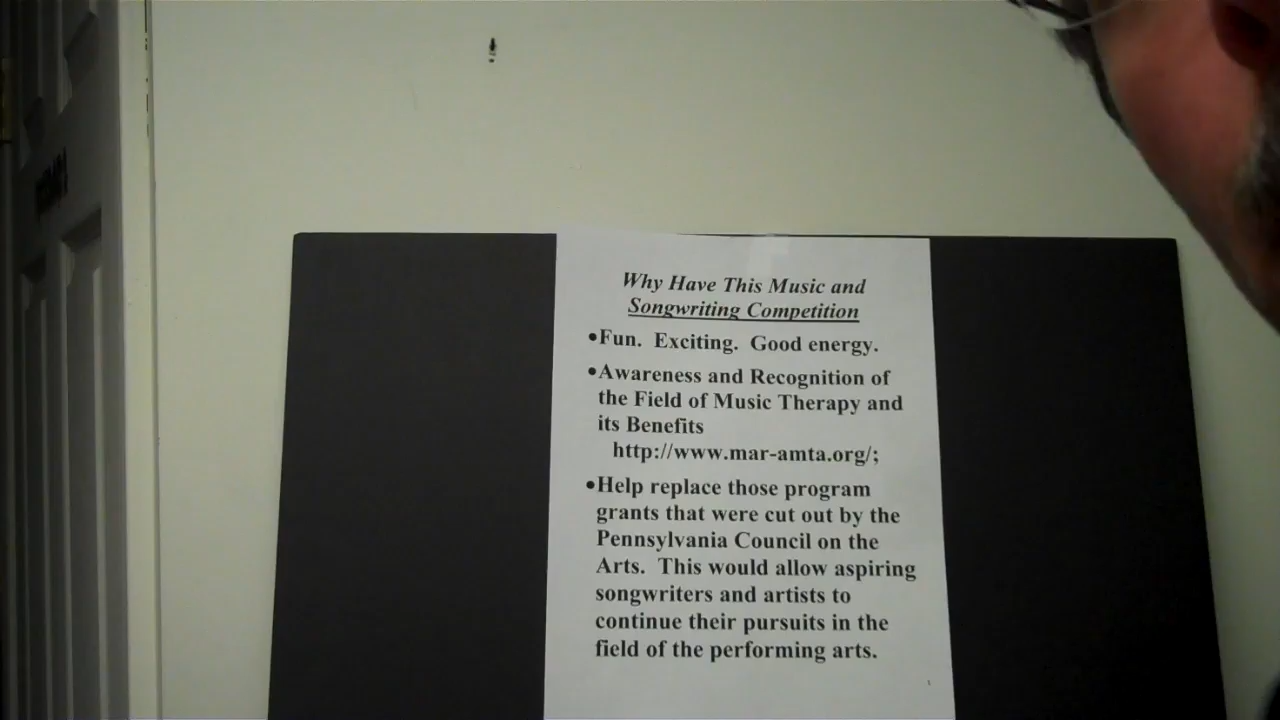 Why Have This Music and
Songwriting Competition
•Fun. Exciting. Good energy.
•Awareness and Recognition of
the Field of Music Therapy and
its Benefits
http://www.mar-amta.org/;
•Help replace those program
grants that were cut out by the
Pennsylvania Council on the
Arts. This would allow aspiring
songwriters and artists to
continue their pursuits in the
field of the performing arts.